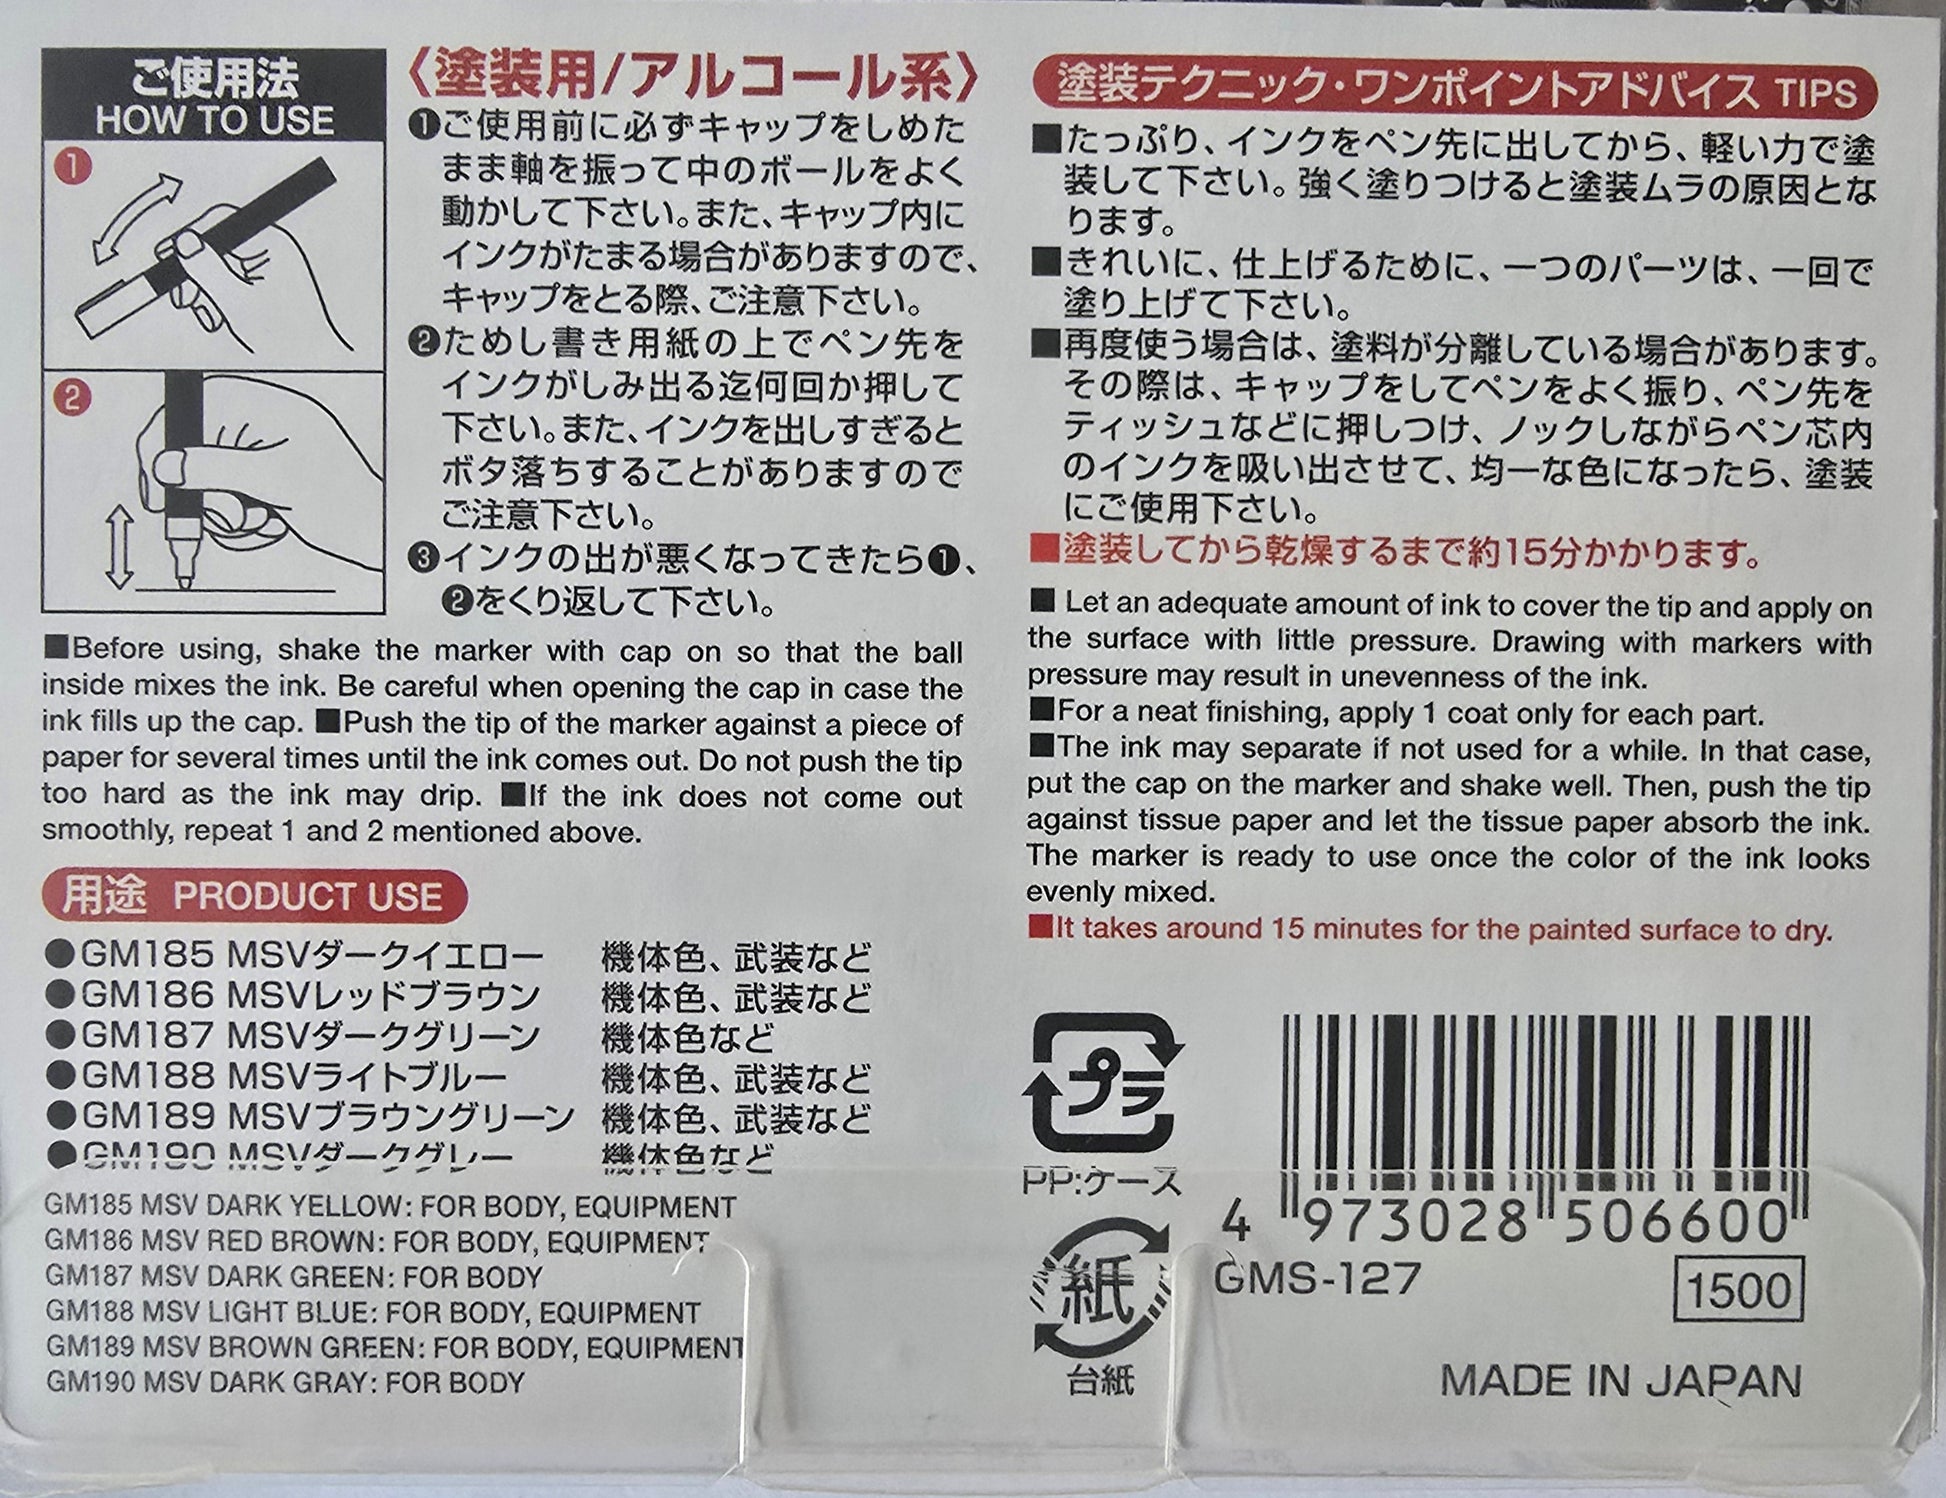 ご使用法
HOW TO USE
1
2
〈塗装用/アルコール系〉
❶ご使用前に必ずキャップをしめた
まま軸を振って中のボールをよく
動かして下さい。また、キャップ内に
インクがたまる場合がありますので、
キャップをとる際、ご注意下さい。
❷ためし書き用紙の上でペン先を
インクがしみ出る迄何回か押して
下さい。また、インクを出しすぎると
ボタ落ちすることがありますので
ご注意下さい。
❸インクの出が悪くなってきたら❶、
❷をくり返して下さい。
■Before using, shake the marker with cap on so that the ball
inside mixes the ink. Be careful when opening the cap in case the
ink fills up the cap. ■Push the tip of the marker against a piece of
paper for several times until the ink comes out. Do not push the tip
too hard as the ink may drip. ■If the ink does not come out
smoothly, repeat 1 and 2 mentioned above.
用途 PRODUCT USE
●GM185 MSVダークイエロー 機体色、武装など
●GM186 MSVレッドブラウン 機体色、武装など
●GM187 MSVダークグリーン 機体色など
●GM188 MSVライトブルー 機体色、武装など
●GM189 MSVブラウングリーン 機体色、武装など
●GM190 MSVダークグレー 機体色など
GM185 MSV DARK YELLOW: FOR BODY, EQUIPMENT
GM186 MSV RED BROWN: FOR BODY, EQUIPMENT
GM187 MSV DARK GREEN: FOR BODY
GM188 MSV LIGHT BLUE: FOR BODY, EQUIPMENT
GM189 MSV BROWN GREEN: FOR BODY, EQUIPMENT
GM190 MSV DARK GRAY: FOR BODY
塗装テクニック・ワンポイントアドバイス TIPS
■たっぷり、インクをペン先に出してから、軽い力で塗
装して下さい。強く塗りつけると塗装ムラの原因とな
ります。
■きれいに、仕上げるために、一つのパーツは、一回で
塗り上げて下さい。
■再度使う場合は、塗料が分離している場合があります。
その際は、キャップをしてペンをよく振り、ペン先を
ティッシュなどに押しつけ、ノックしながらペン芯内
のインクを吸い出させて、均一な色になったら、塗装
にご使用下さい。
■塗装してから乾燥するまで約15分かかります。
■ Let an adequate amount of ink to cover the tip and apply on
the surface with little pressure. Drawing with markers with
pressure may result in unevenness of the ink.
■For a neat finishing, apply 1 coat only for each part.
■The ink may separate if not used for a while. In that case,
put the cap on the marker and shake well. Then, push the tip
against tissue paper and let the tissue paper absorb the ink.
The marker is ready to use once the color of the ink looks
evenly mixed.
■It takes around 15 minutes for the painted surface to dry.
プラ
PP:ケース
紙
台紙
4 973028 506600
GMS-127
1500
MADE IN JAPAN